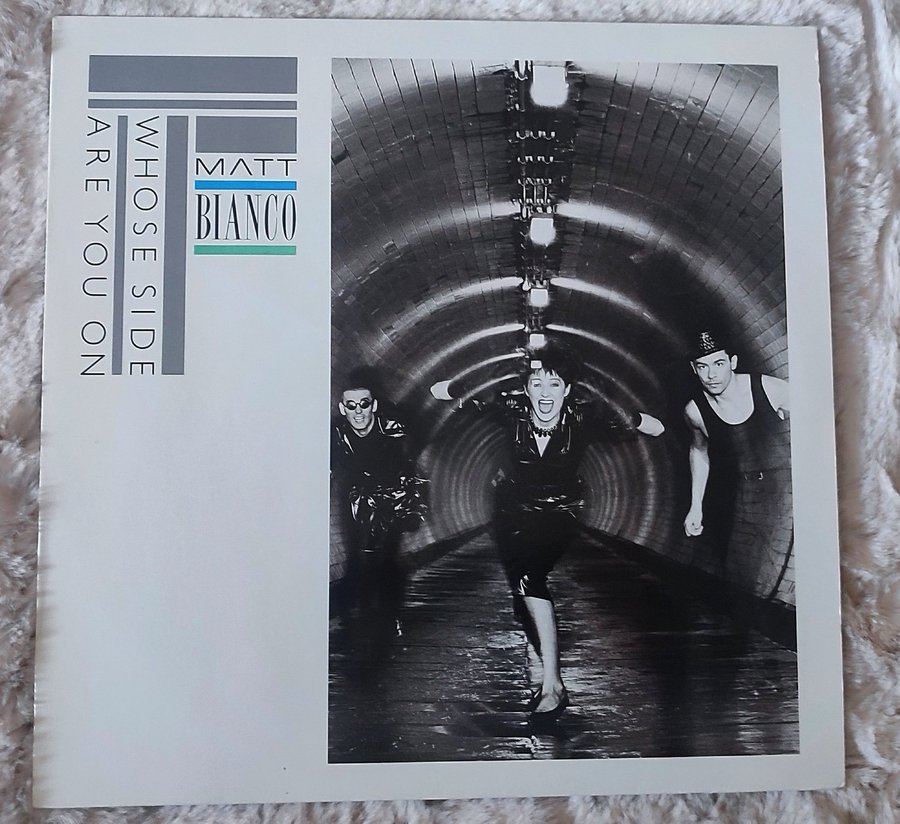 MATT
BIANCO
WHOSE SIDE
ARE YOU ON